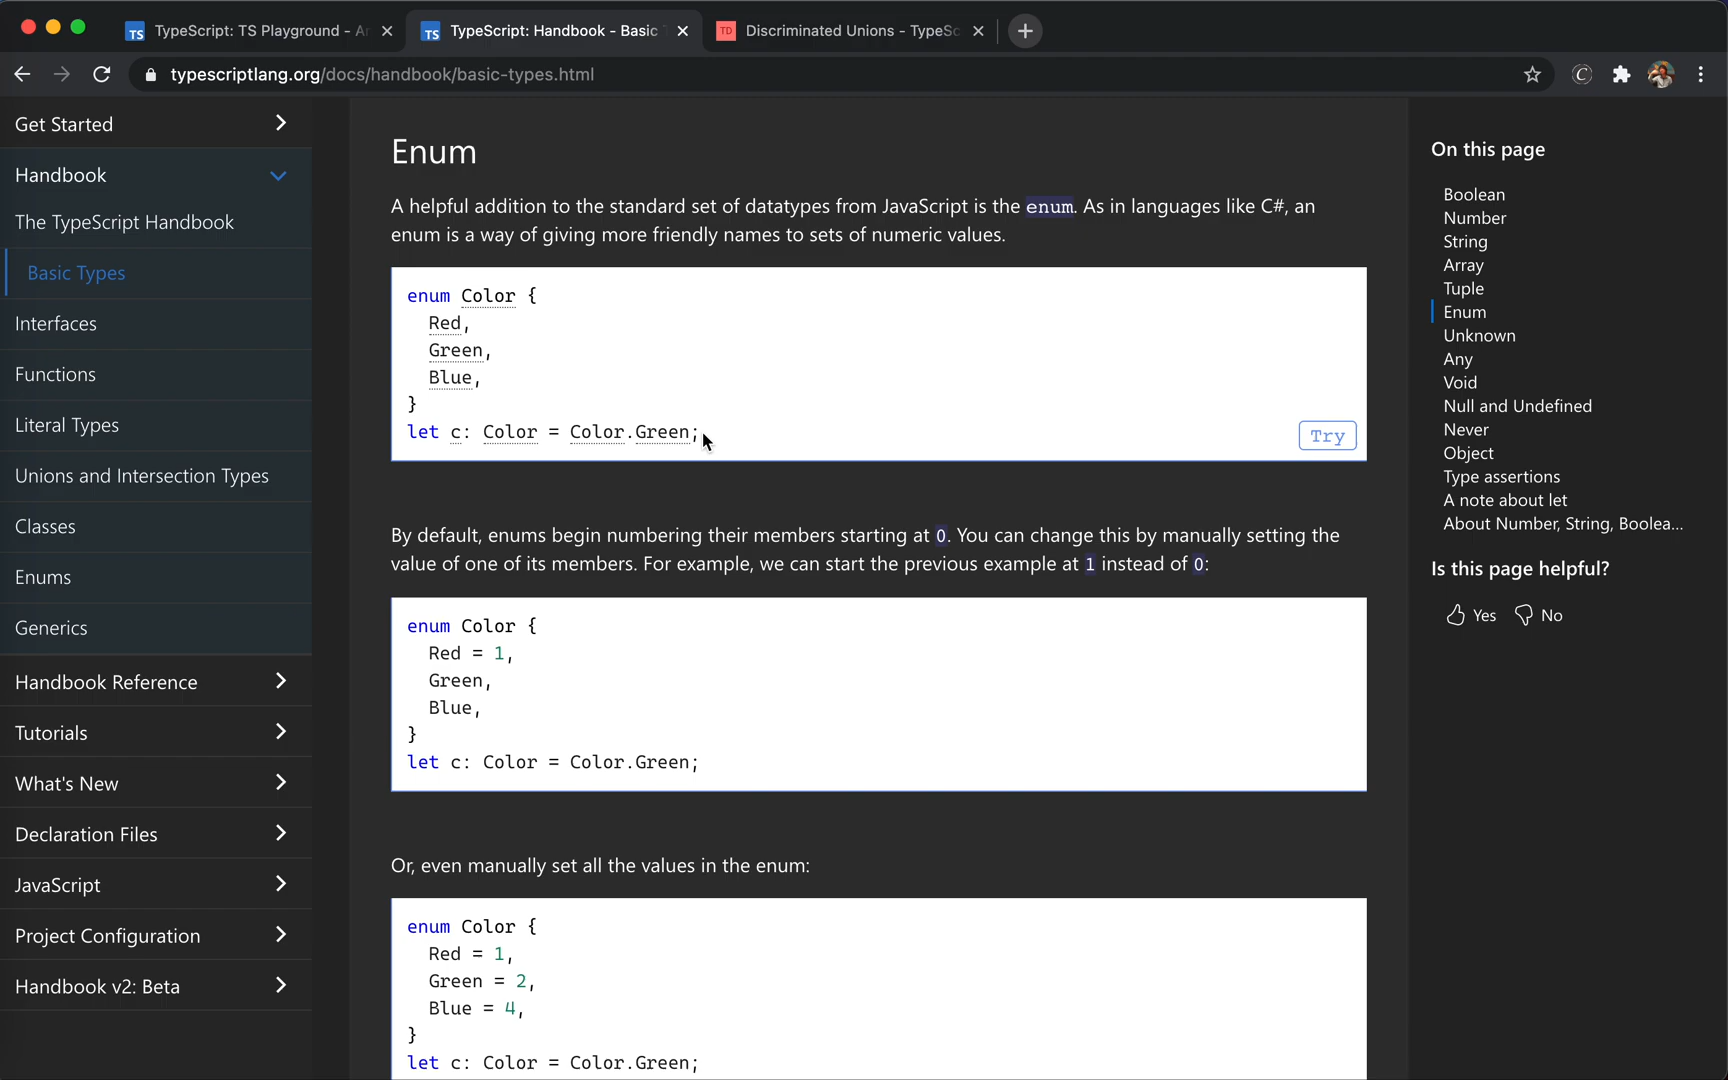 TypeScript: TS Playground - A
TypeScript: Handbook - Basic
Discriminated Unions - TypeSc
typescriptlang.org/docs/handbook/basic-types.html
Get Started
Handbook
The TypeScript Handbook
Basic Types
Interfaces
Functions
Literal Types
Unions and Intersection Types
Classes
Enums
Generics
Handbook Reference
Tutorials
What's New
Declaration Files
JavaScript
Project Configuration
Handbook v2: Beta
Enum
A helpful addition to the standard set of datatypes from JavaScript is the enum. As in languages like C#, an
enum is a way of giving more friendly names to sets of numeric values.
enum Color {
Red,
Green,
Blue,
}
let c: Color = Color.Green;
Try
By default, enums begin numbering their members starting at 0. You can change this by manually setting the
value of one of its members. For example, we can start the previous example at 1 instead of 0:
enum Color {
Red = 1,
Green,
Blue,
}
let c: Color = Color.Green;
Or, even manually set all the values in the enum:
enum Color {
Red = 1,
Green = 2,
Blue = 4,
}
let c: Color = Color.Green;
On this page
Boolean
Number
String
Array
Tuple
Enum
Unknown
Any
Void
Null and Undefined
Never
Object
Type assertions
A note about let
About Number, String, Boolea...
Is this page helpful?
Yes No